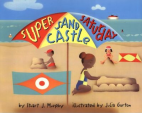 SUPER SAND SATURDAY
CASTLE
by Stuart J. Murphy illustrated by Julia Gorton